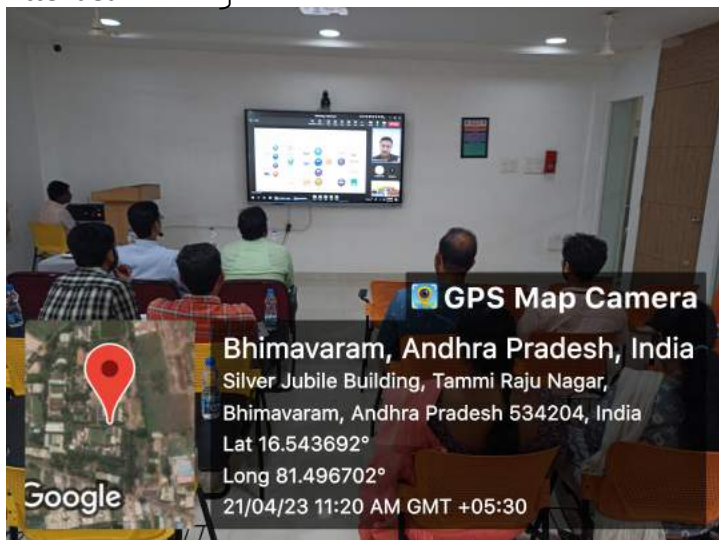 GPS Map Camera
Bhimavaram, Andhra Pradesh, India
Silver Jubile Building, Tammi Raju Nagar,
Bhimavaram, Andhra Pradesh 534204, India
Lat 16.543692°
Long 81.496702°
21/04/23 11:20 AM GMT +05:30
Google